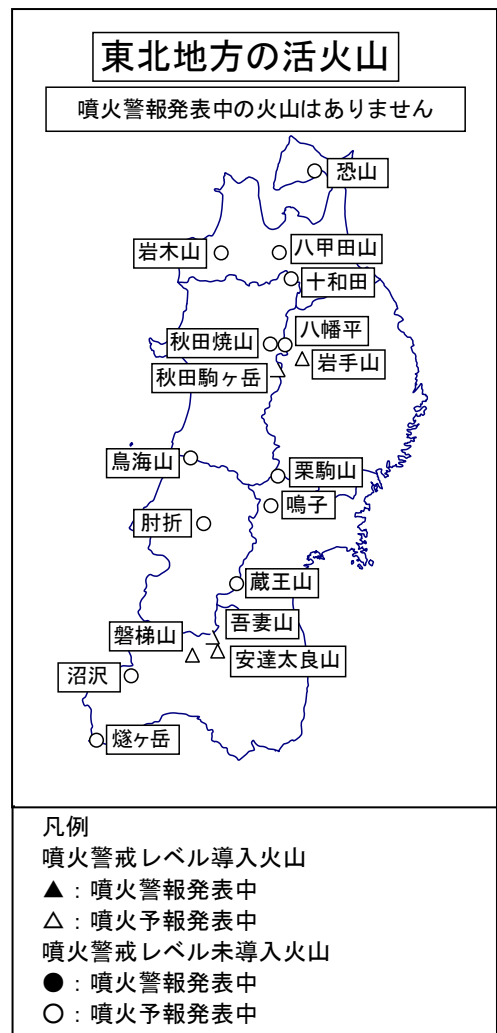 東北地方の活火山
噴火警報発表中の火山はありません
恐山
岩木山
八甲田山
十和田
八幡平
秋田焼山
岩手山
秋田駒ヶ岳
鳥海山
栗駒山
鳴子
肘折
蔵王山
吾妻山
磐梯山
安達太良山
沼沢
燧ヶ岳
凡例
噴火警戒レベル導入火山
▲：噴火警報発表中
△：噴火予報発表中
噴火警戒レベル未導入火山
●：噴火警報発表中
○：噴火予報発表中